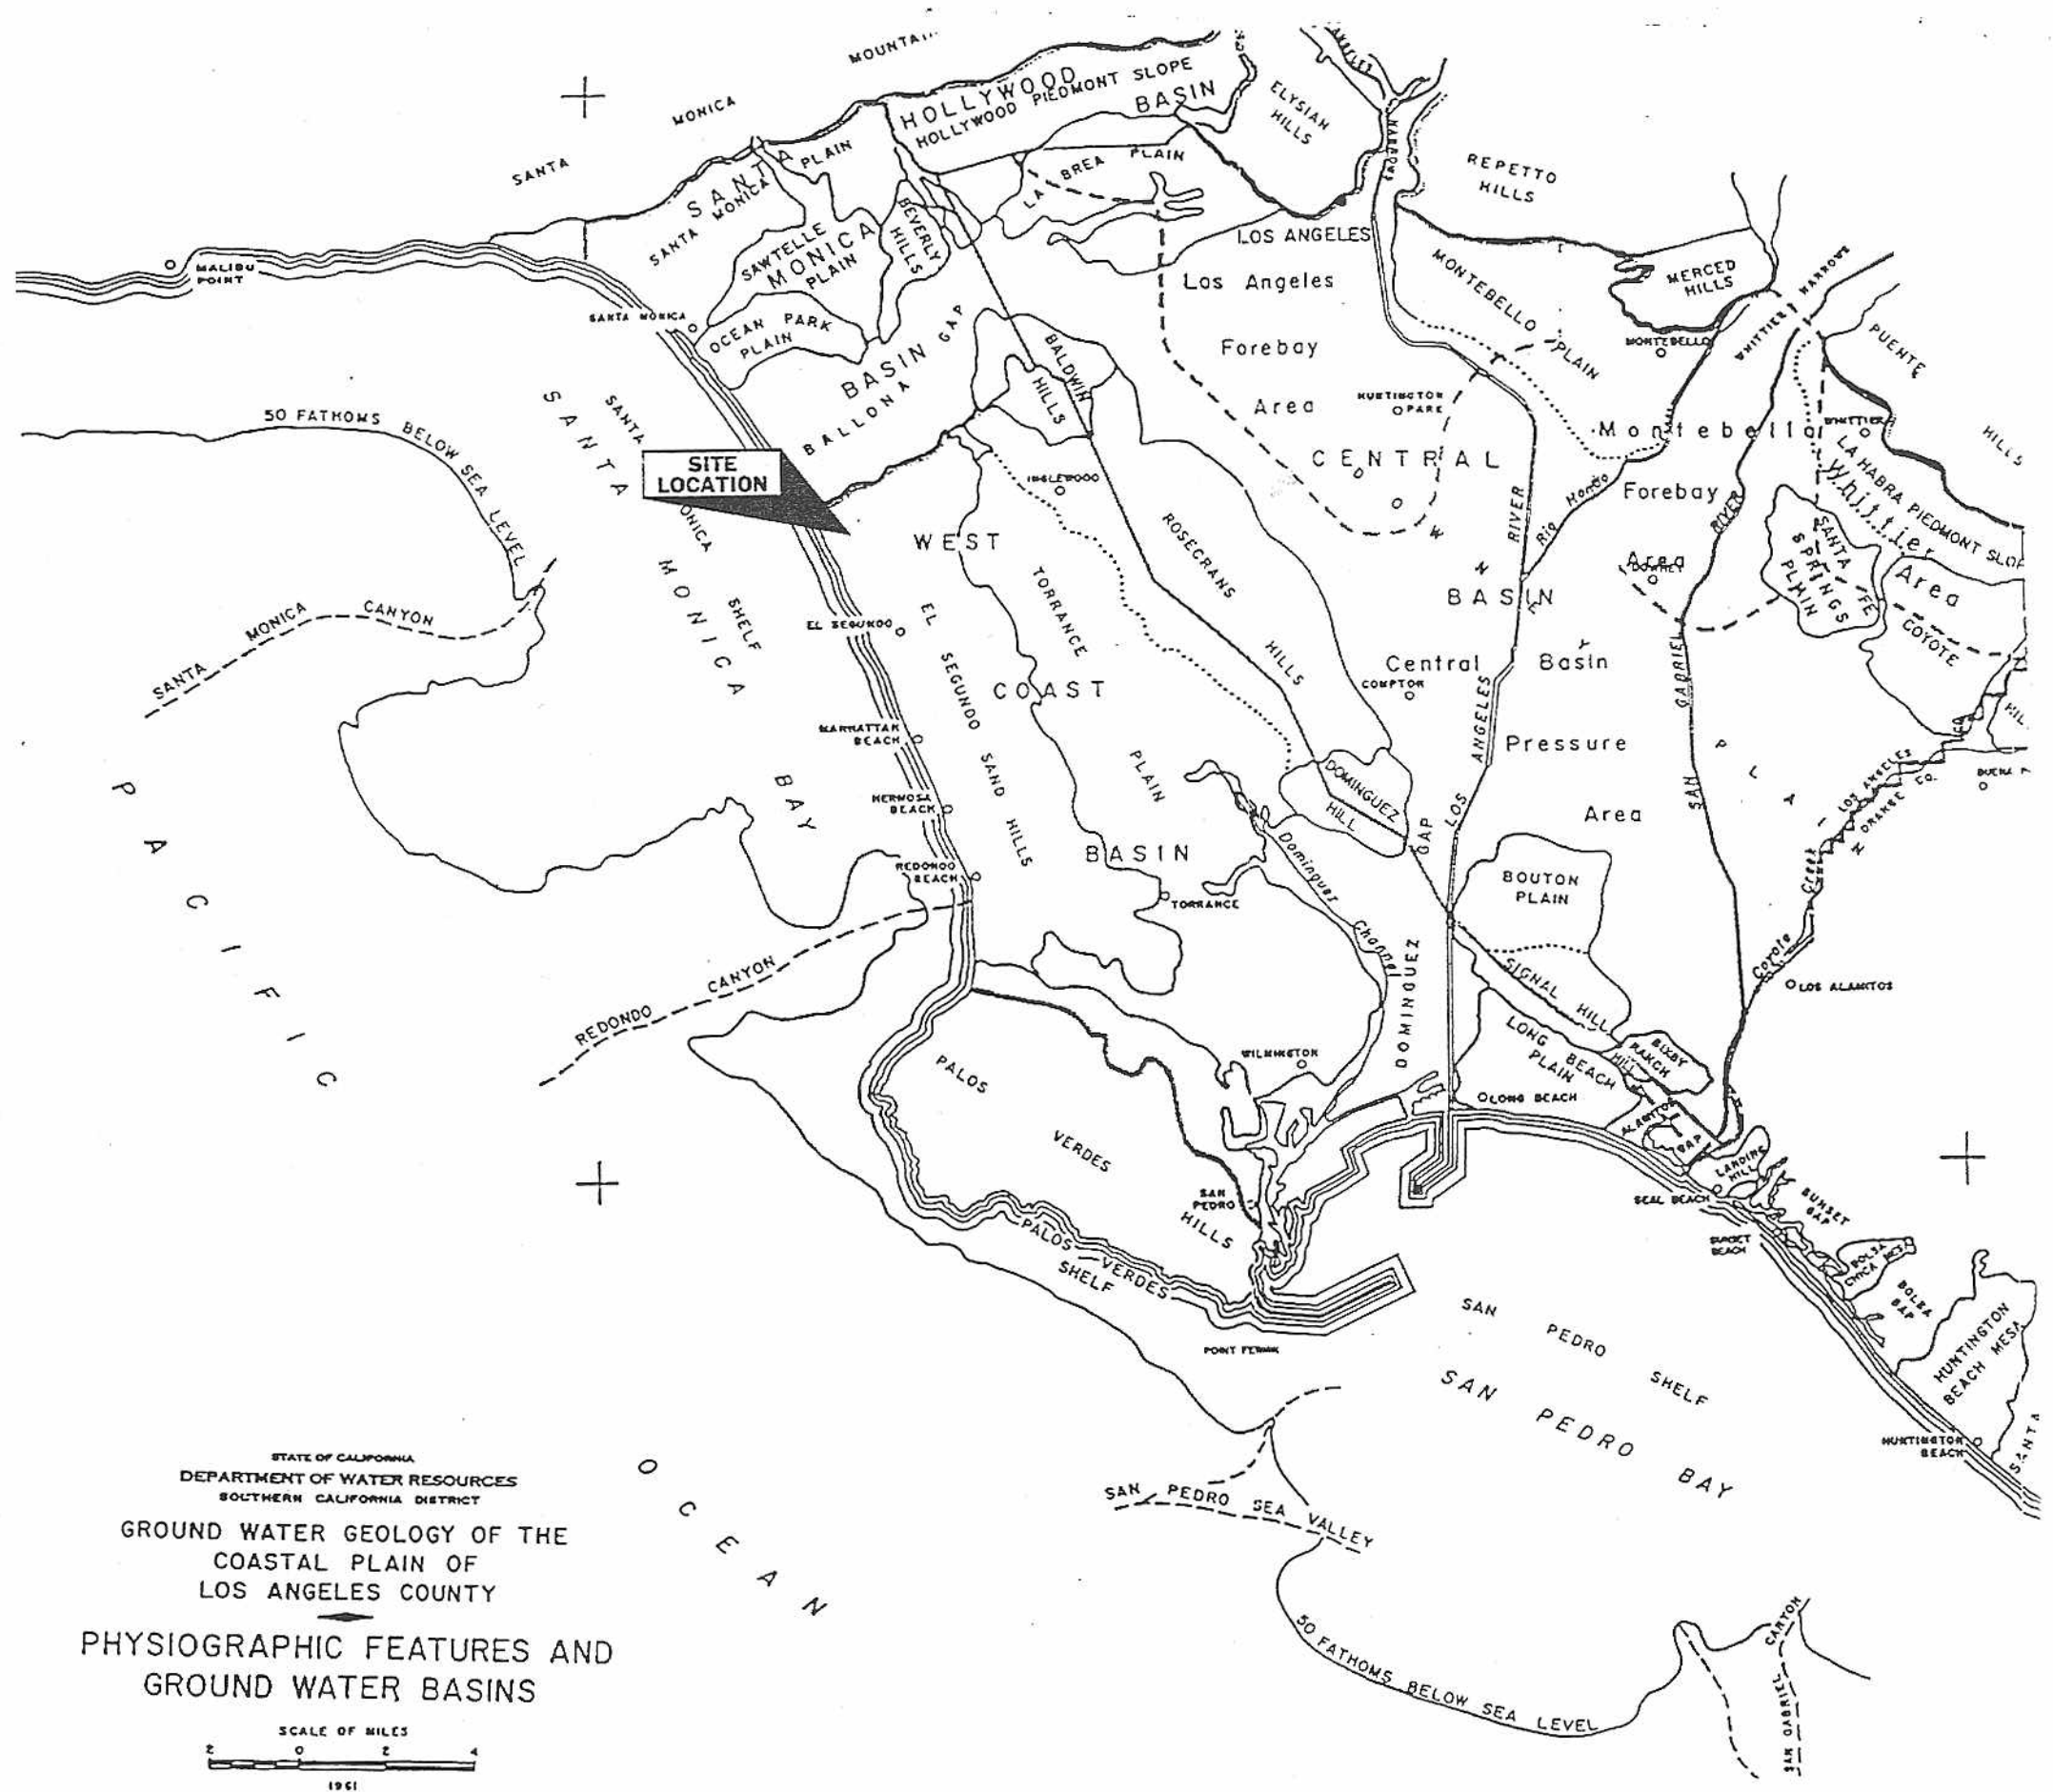 MONICA
SANTA
HOLLYWOOD
HOLLYWOOD PIEDMONT SLOPE
BASIN
ELYSIAN
HILLS
NARROWS
REPETTO
HILLS
SANTA
MONICA
BASIN
SANTA MONICA PLAIN
SAWTELLE
PLAIN
BEVERLY
HILLS
LA BREA PLAIN
LOS ANGELES
Los Angeles
Forebay
Area
MONTEBELLO PLAIN
MERCED
HILLS
WHITTIER NARROWS
PUENTE
HILLS
MALIBU
POINT
SANTA MONICA
OCEAN PARK
PLAIN
BALLONA GAP
BALDWIN
HILLS
MONTEBELLO
HUNTINGTON
PARK
50 FATHOMS BELOW SEA LEVEL
SITE
LOCATION
SHELF
SANTA MONICA BAY
INGLEWOOD
CENTRAL
BASIN
Montebello
Forebay
Area
WHITTIER
LA HABRA PIEDMONT
Whittier
Area
SANTA FE
SPRINGS
PLAIN
COYOTE
Rio Hondo
RIVER
LOS ANGELES
SAN GABRIEL RIVER
DOWNEY
WEST
COAST
BASIN
TORRANCE
PLAIN
ROSECRANS
HILLS
EL SEGUNDO
EL SEGUNDO SAND HILLS
SANTA MONICA CANYON
MANHATTAN
BEACH
HERMOSA
BEACH
REDONDO
BEACH
COMPTON
Central Basin
Pressure
Area
DOMINGUEZ
HILL
DOMINGUEZ GAP
Dominguez Channel
TORRANCE
BOUTON
PLAIN
SIGNAL HILL
LOS ANGELES CO.
ORANGE CO.
Coyote Creek
LOS ALAMITOS
REDONDO CANYON
PALOS
VERDES
HILLS
WILMINGTON
LONG BEACH
PLAIN
BIXBY
RANCH
HILL
LONG BEACH
ALAMITOS
GAP
LANDING
HILL
SEAL BEACH
SUNSET
GAP
SUNSET
BEACH
BOLSA
CHICA MESA
BOLSA
GAP
HUNTINGTON
BEACH MESA
HUNTINGTON
BEACH
SANTA
SAN
PEDRO
PALOS VERDES
SHELF
POINT FERMIN
SAN PEDRO SHELF
SAN PEDRO BAY
SAN PEDRO SEA VALLEY
50 FATHOMS BELOW SEA LEVEL
SAN GABRIEL CANYON
PACIFIC
OCEAN
STATE OF CALIFORNIA
DEPARTMENT OF WATER RESOURCES
SOUTHERN CALIFORNIA DISTRICT
GROUND WATER GEOLOGY OF THE
COASTAL PLAIN OF
LOS ANGELES COUNTY
PHYSIOGRAPHIC FEATURES AND
GROUND WATER BASINS
SCALE OF MILES
2 0 2 4
1961